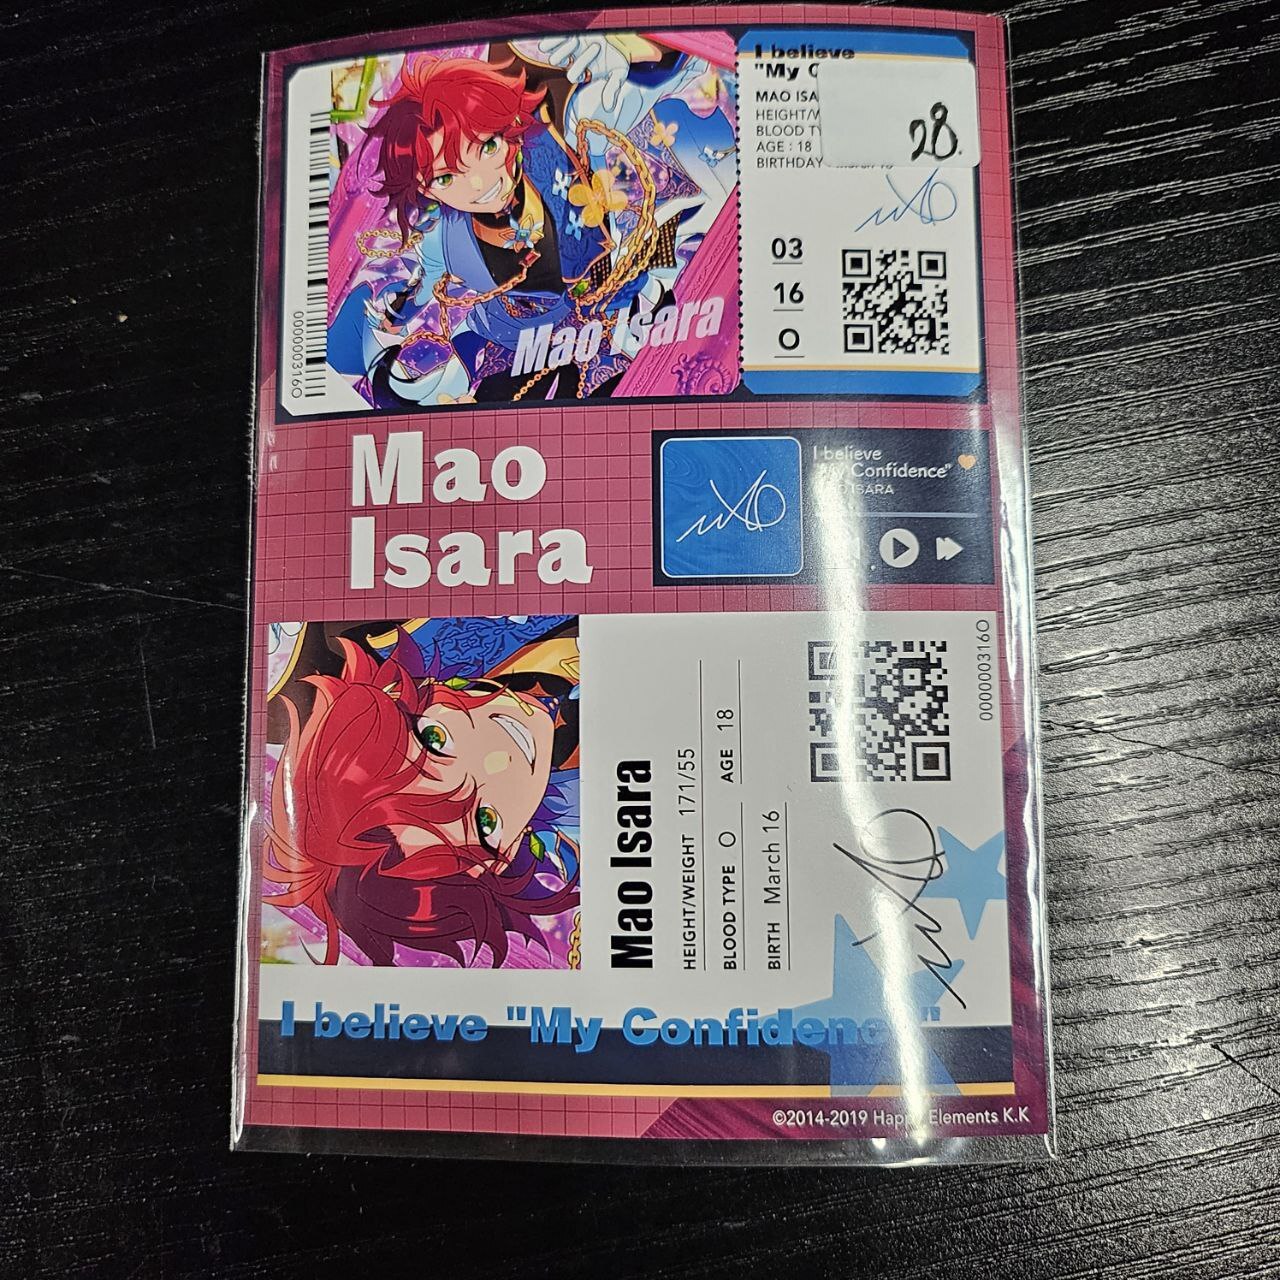 I believe
"My C
MAO ISA
HEIGHT/W
BLOOD TY
AGE : 18
BIRTHDAY
28.
03
16
O
00000003160
Mao Isara
Mao
Isara
I believe
"My Confidence"
ISARA
00000003160
Mao Isara
HEIGHT/WEIGHT 171/55
BLOOD TYPE O AGE 18
BIRTH March 16
I believe "My Confidence"
©2014-2019 Happy Elements K.K